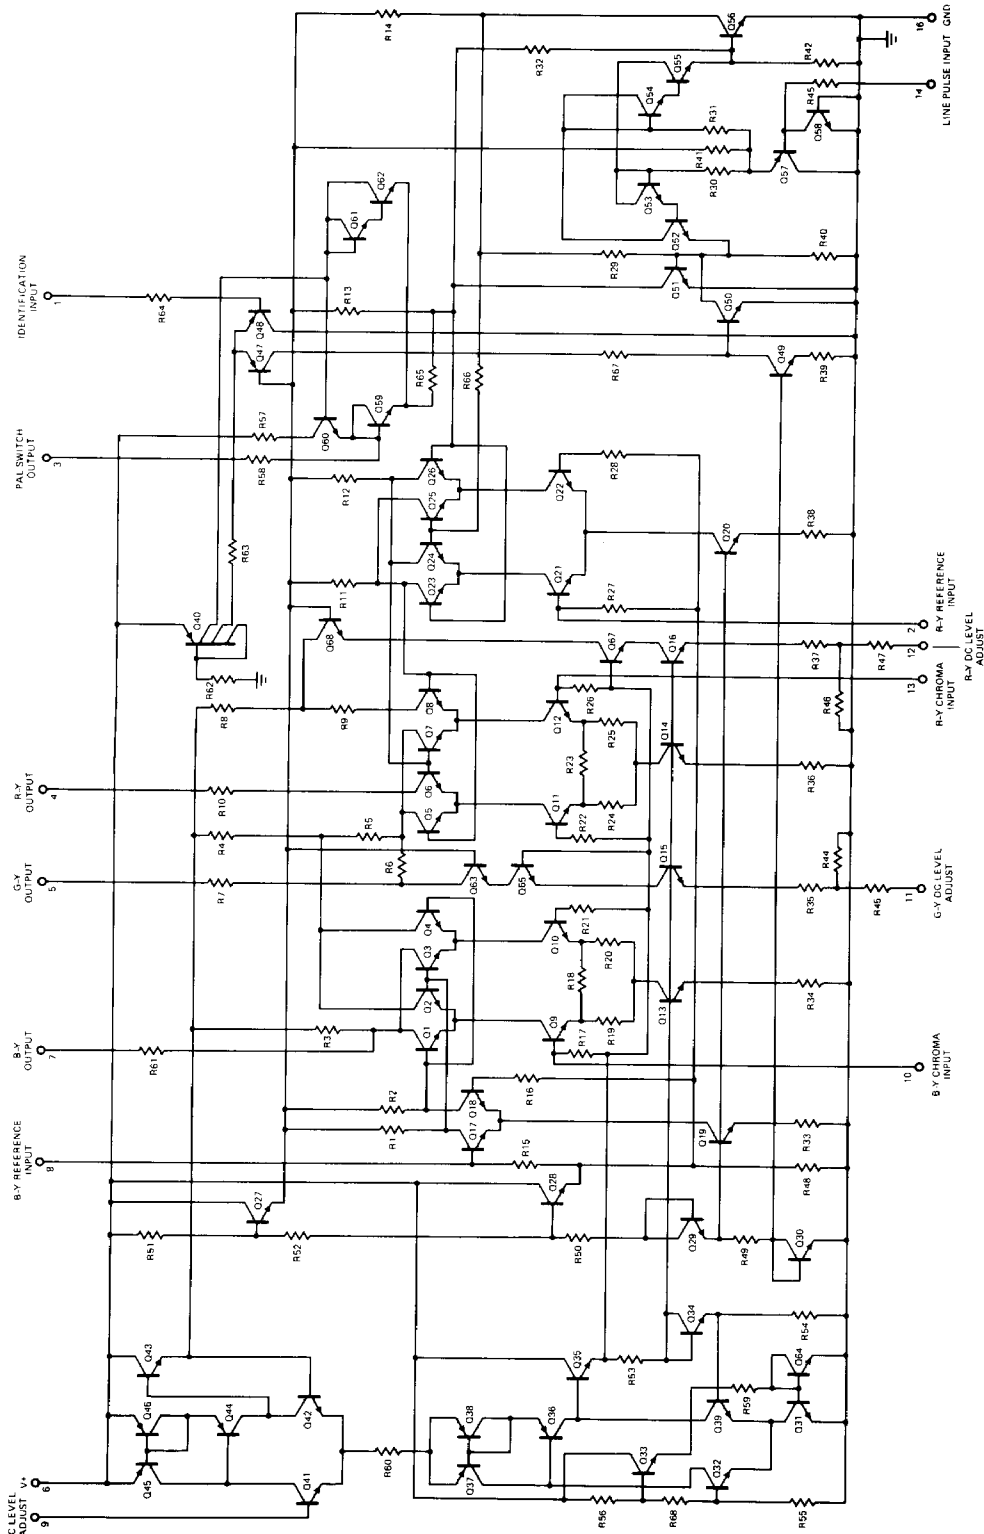 C LEVEL
ADJUST
9
V+
6
B-Y REFERENCE
INPUT
8
B-Y
OUTPUT
7
G-Y
OUTPUT
5
R-Y
OUTPUT
4
PAL SWITCH
OUTPUT
3
IDENTIFICATION
INPUT
1
Q45
Q46
Q43
Q44
Q41
Q42
R60
Q37
Q38
Q36
Q35
R56
Q33
R68
Q32
R55
Q39
R59
Q31
Q64
R53
Q34
R54
R51
Q27
R52
Q28
R50
Q29
R49
Q30
R48
R15
R1
R2
Q17
Q18
R16
Q19
R33
R61
R3
Q1
Q2
Q3
Q4
Q9
Q10
R17
R18
R19
R20
R21
Q13
R34
R7
R4
R5
R6
Q63
Q65
Q15
R35
R44
R45
R10
R8
R9
Q5
Q6
Q7
Q8
Q11
Q12
R22
R23
R24
R25
R26
Q14
R36
R62
Q40
R63
Q68
Q67
Q16
R37
R46
R47
R11
R12
Q23
Q24
Q25
Q26
Q21
Q22
R27
R28
Q20
R38
R58
R57
Q60
Q59
R65
R66
Q47
Q48
R64
R13
Q61
Q62
R67
Q49
R39
Q50
Q51
R29
R40
Q52
Q53
R30
R41
R31
Q54
Q55
Q57
Q58
R45
R42
R32
R14
Q56
10
B-Y CHROMA
INPUT
11
G-Y DC LEVEL
ADJUST
13
R-Y CHROMA
INPUT
12
R-Y DC LEVEL
ADJUST
2
R-Y REFERENCE
INPUT
14
LINE PULSE INPUT
16
GND